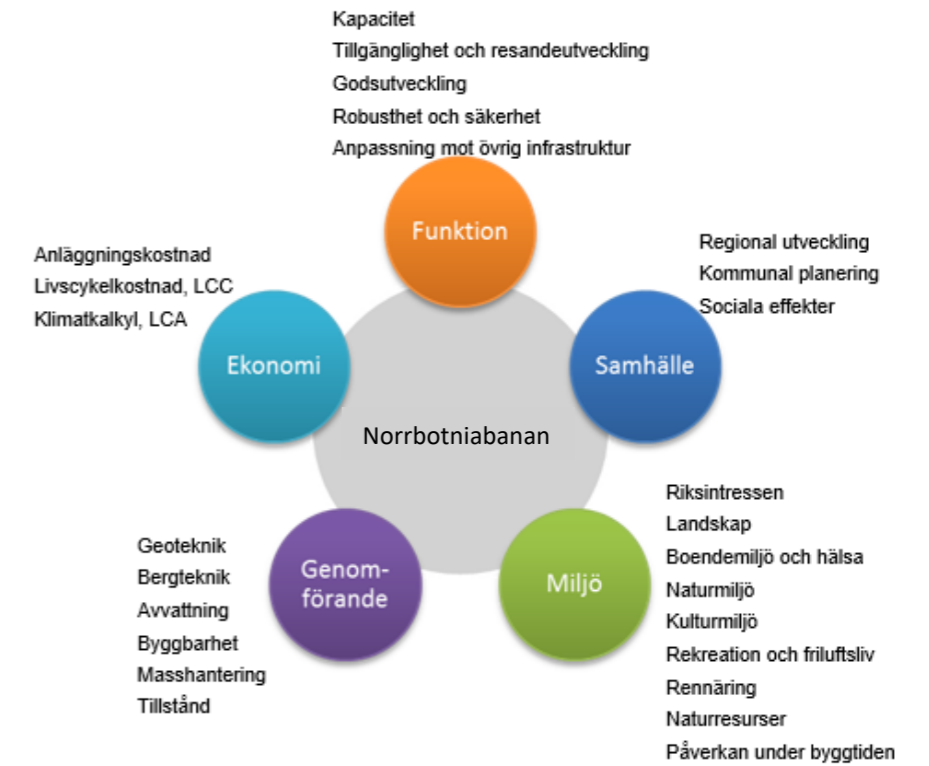 Kapacitet
Tillgänglighet och resandeutveckling
Godsutveckling
Robusthet och säkerhet
Anpassning mot övrig infrastruktur
Funktion
Anläggningskostnad
Livscykelkostnad, LCC
Klimatkalkyl, LCA
Ekonomi
Regional utveckling
Kommunal planering
Sociala effekter
Samhälle
Norrbotniabanan
Geoteknik
Bergteknik
Avvattning
Byggbarhet
Masshantering
Tillstånd
Genom-
förande
Miljö
Riksintressen
Landskap
Boendemiljö och hälsa
Naturmiljö
Kulturmiljö
Rekreation och friluftsliv
Rennäring
Naturresurser
Påverkan under byggtiden